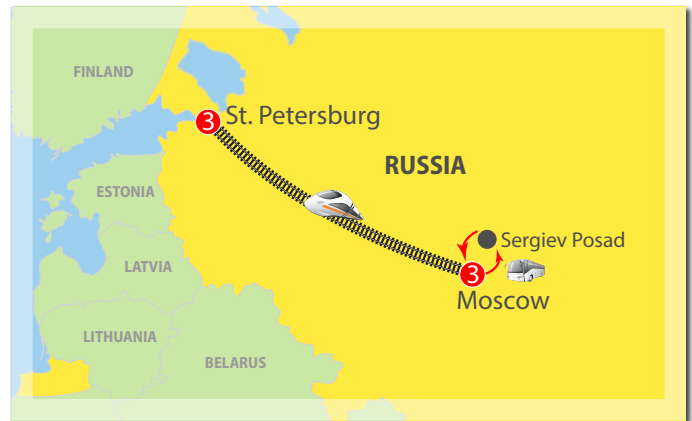 FINLAND
3 St. Petersburg
RUSSIA
ESTONIA
Sergiev Posad
LATVIA
3
Moscow
LITHUANIA
BELARUS